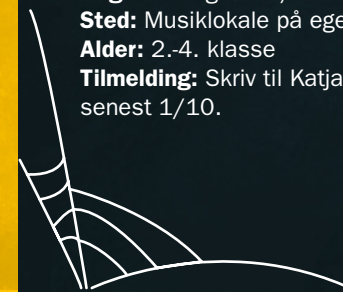 Sted: Musiklokale på ege
Alder: 2.-4. klasse
Tilmelding: Skriv til Katja
senest 1/10.